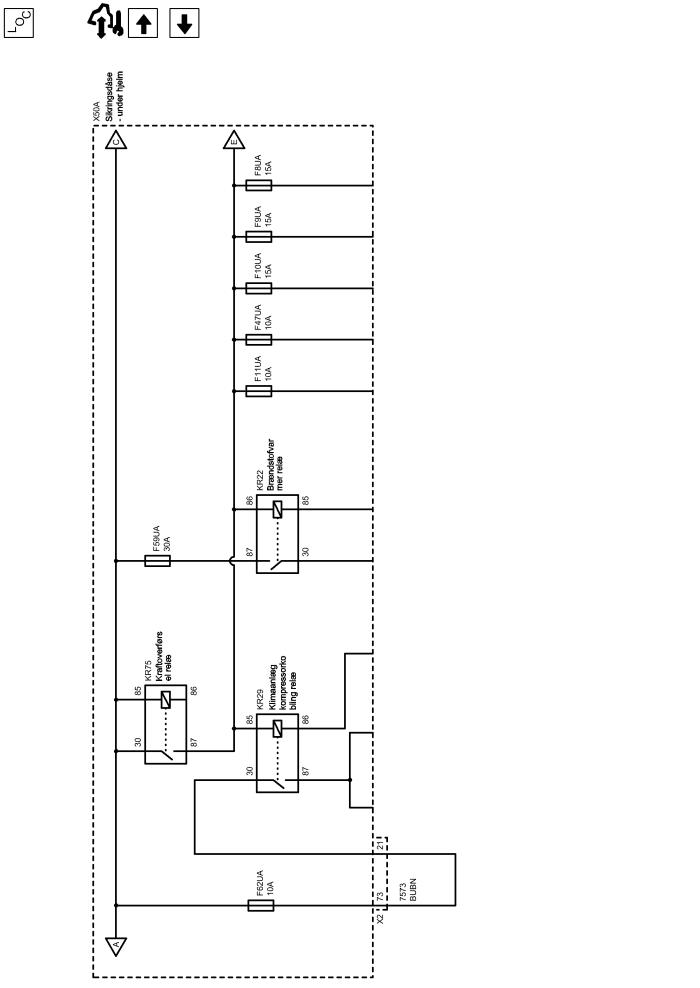 LOC
X50A
Sikringsdåse
- under hjelm
C
E
F8UA
15A
F9UA
15A
F10UA
15A
F47UA
10A
F11UA
10A
KR22
Brændstofvar
mer relæ
86
85
87
30
F59UA
30A
KR75
Kraftoverførs
el relæ
85
86
30
87
KR29
Klimaanlæg
kompressorko
bling relæ
85
86
30
87
F62UA
10A
21
73
X2
7573
BUBN
A